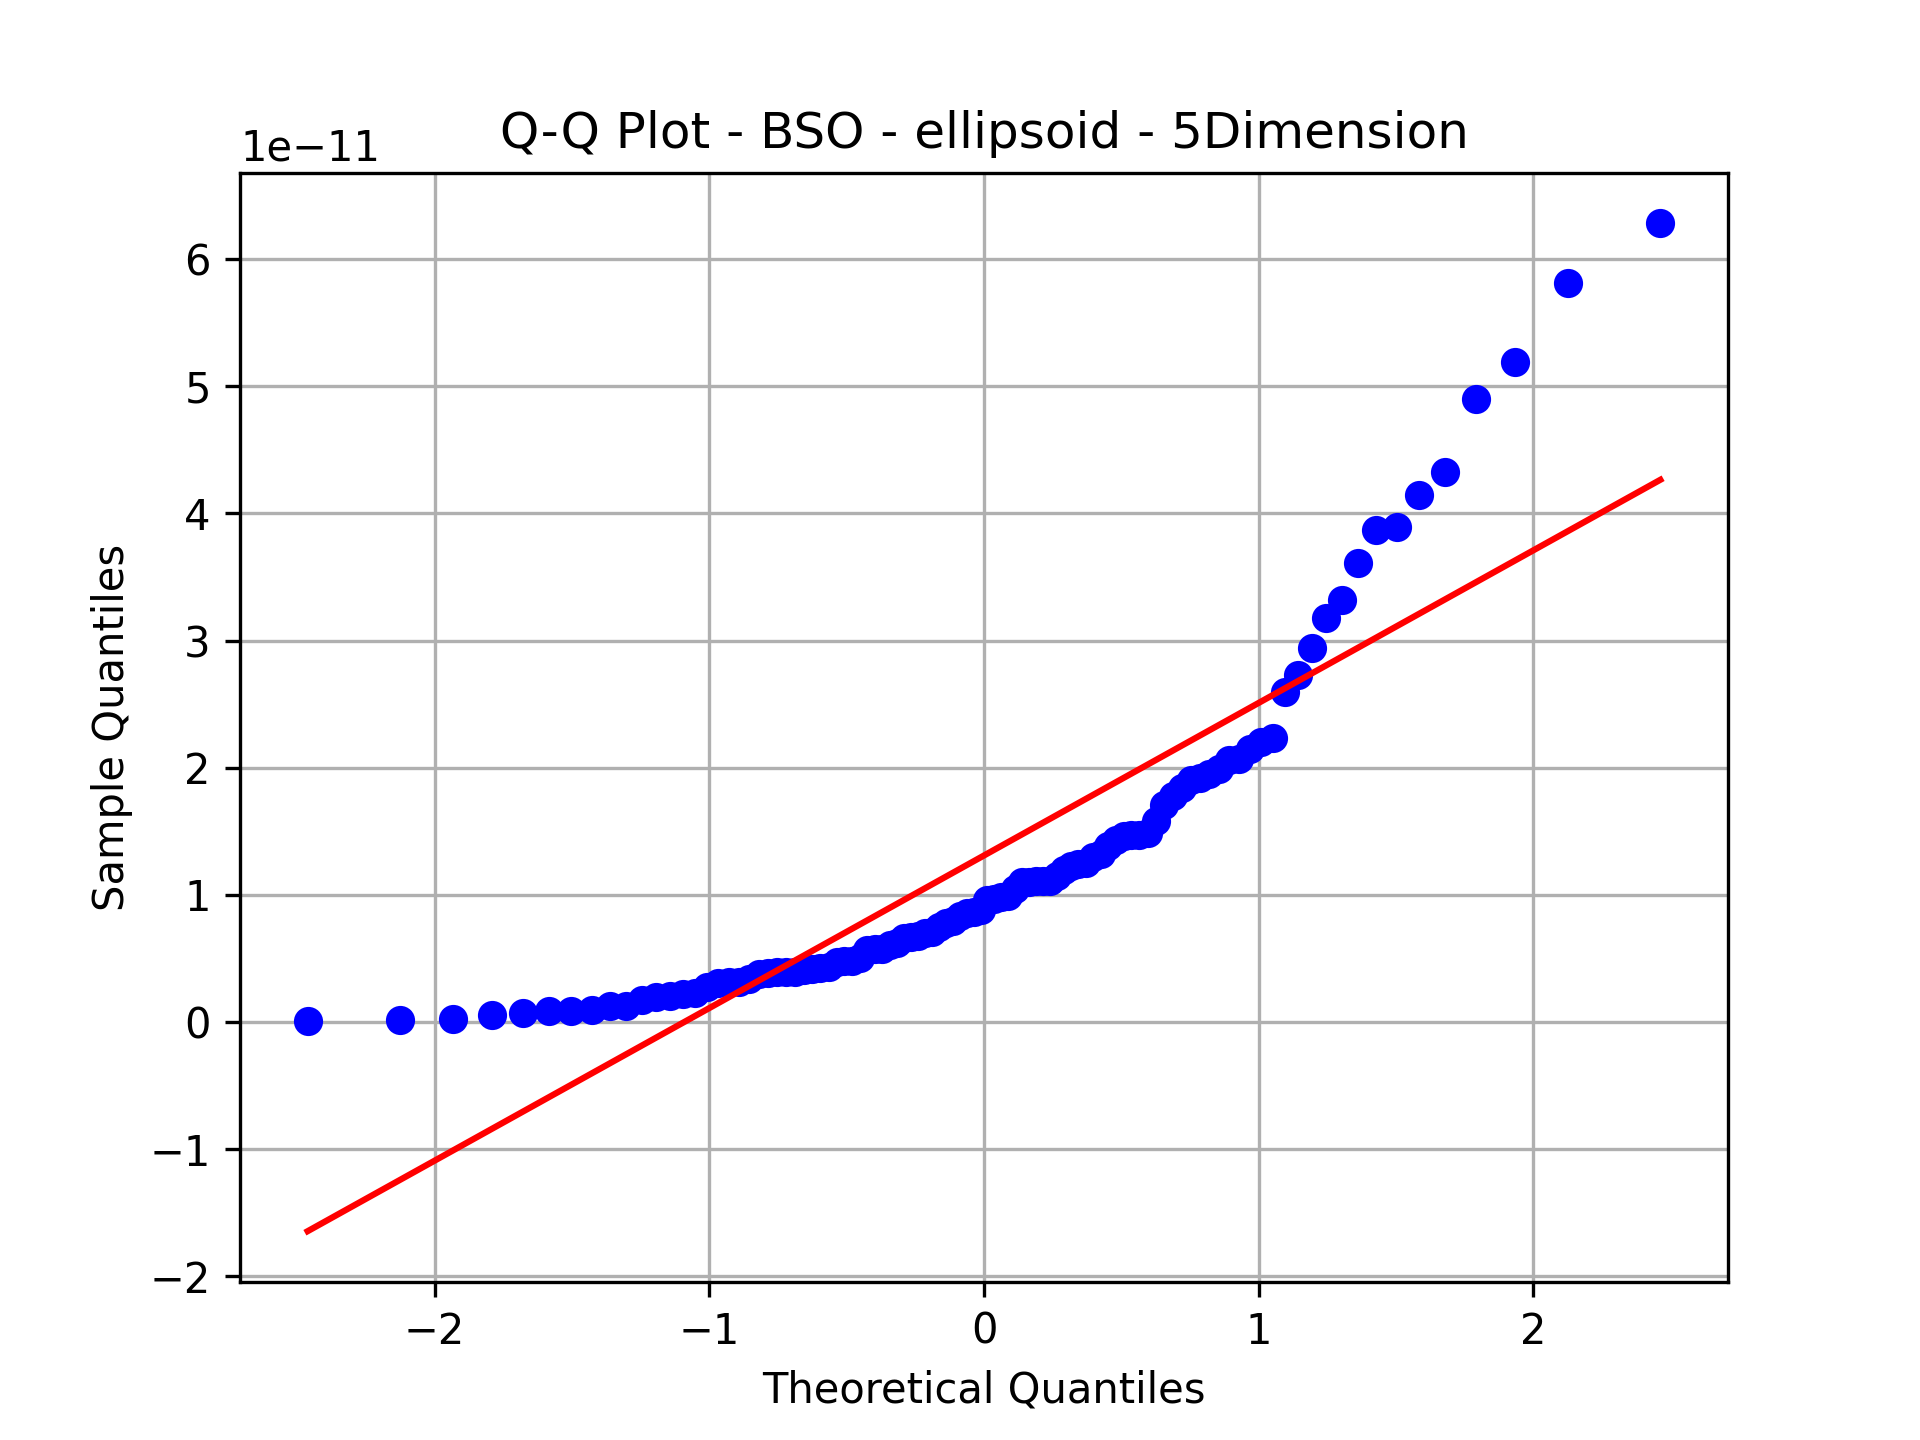 Q-Q Plot - BSO - ellipsoid - 5Dimension
1e−11
6
5
4
3
2
1
0
−1
−2
Sample Quantiles
−2 −1 0 1 2
Theoretical Quantiles